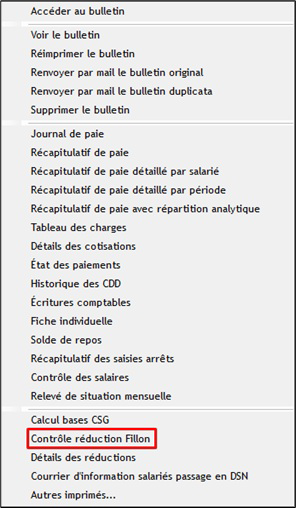 Accéder au bulletin
Voir le bulletin
Réimprimer le bulletin
Renvoyer par mail le bulletin original
Renvoyer par mail le bulletin duplicata
Supprimer le bulletin
Journal de paie
Récapitulatif de paie
Récapitulatif de paie détaillé par salarié
Récapitulatif de paie détaillé par période
Récapitulatif de paie avec répartition analytique
Tableau des charges
Détails des cotisations
État des paiements
Historique des CDD
Écritures comptables
Fiche individuelle
Solde de repos
Récapitulatif des saisies arrêts
Contrôle des salaires
Relevé de situation mensuelle
Calcul bases CSG
Contrôle réduction Fillon
Détails des réductions
Courrier d'information salariés passage en DSN
Autres imprimés...